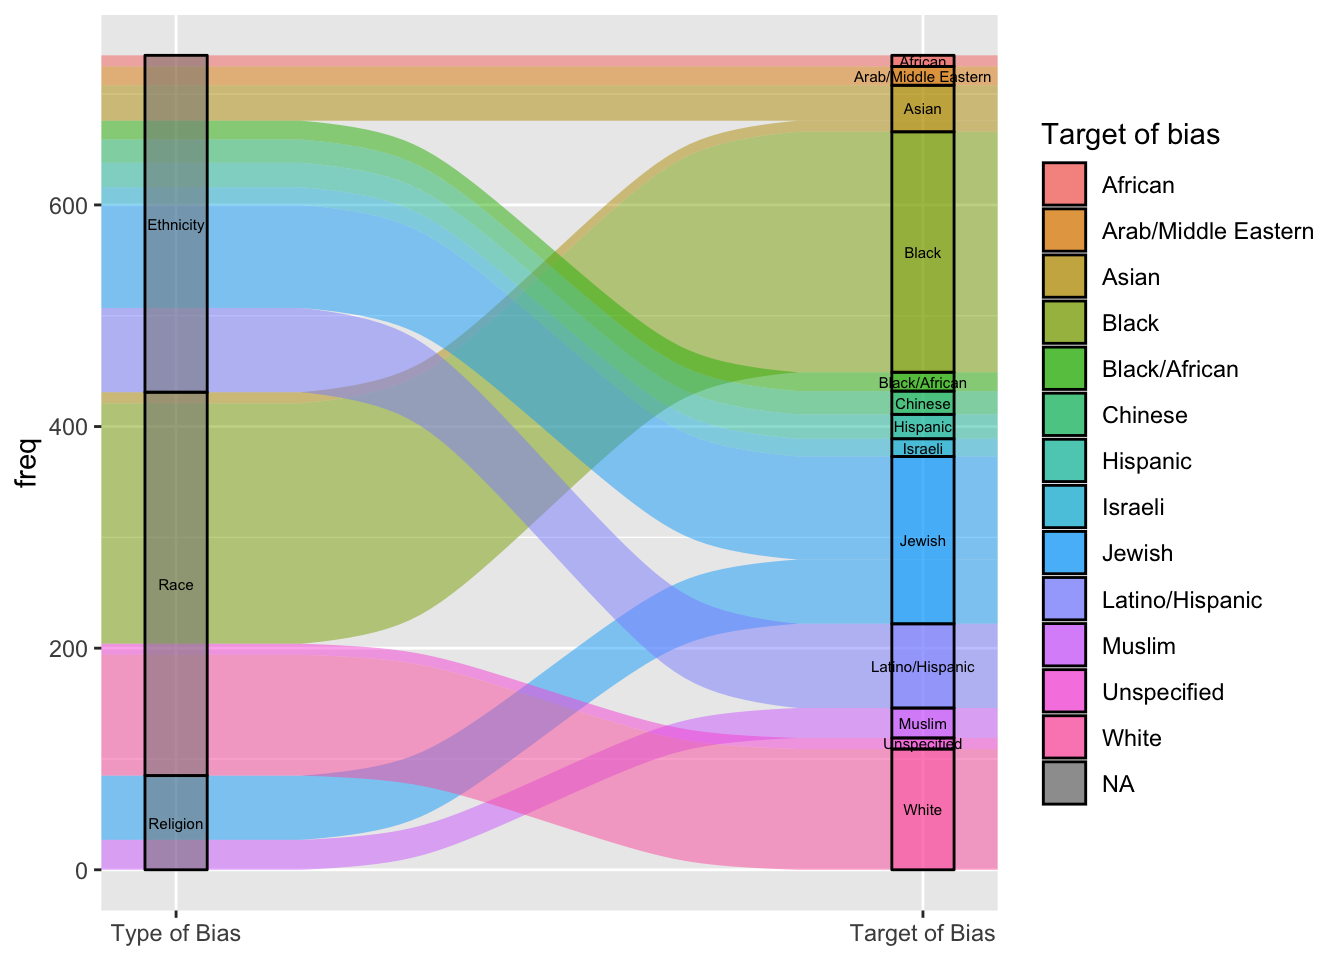 freq
600
400
200
0
Ethnicity
Race
Religion
African
Arab/Middle Eastern
Asian
Black
Black/African
Chinese
Hispanic
Israeli
Jewish
Latino/Hispanic
Muslim
Unspecified
White
Type of Bias
Target of Bias
Target of bias
African
Arab/Middle Eastern
Asian
Black
Black/African
Chinese
Hispanic
Israeli
Jewish
Latino/Hispanic
Muslim
Unspecified
White
NA